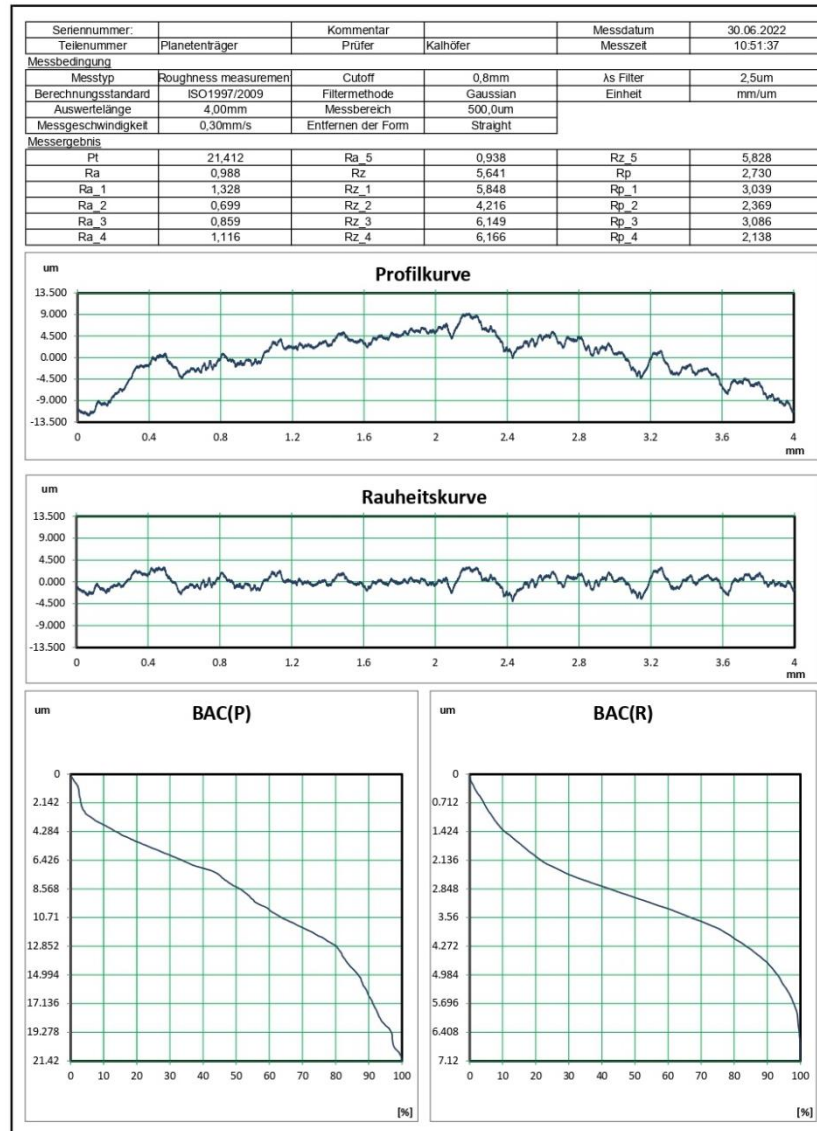 Seriennummer: Kommentar Messdatum 30.06.2022
Teilenummer Planetenträger Prüfer Kalhöfer Messzeit 10:51:37
Messbedingung
Messtyp Roughness measuremen Cutoff 0,8mm λs Filter 2,5um
Berechnungsstandard ISO1997/2009 Filtermethode Gaussian Einheit mm/um
Auswertelänge 4,00mm Messbereich 500,0um
Messgeschwindigkeit 0,30mm/s Entfernen der Form Straight
Messergebnis
Pt 21,412 Ra_5 0,938 Rz_5 5,828
Ra 0,988 Rz 5,641 Rp 2,730
Ra_1 1,328 Rz_1 5,848 Rp_1 3,039
Ra_2 0,699 Rz_2 4,216 Rp_2 2,369
Ra_3 0,859 Rz_3 6,149 Rp_3 3,086
Ra_4 1,116 Rz_4 6,166 Rp_4 2,138
um
Profilkurve
13.500
9.000
4.500
0.000
-4.500
-9.000
-13.500
0 0.4 0.8 1.2 1.6 2 2.4 2.8 3.2 3.6 4
mm
um
Rauheitskurve
13.500
9.000
4.500
0.000
-4.500
-9.000
-13.500
0 0.4 0.8 1.2 1.6 2 2.4 2.8 3.2 3.6 4
mm
um BAC(P)
0
2.142
4.284
6.426
8.568
10.71
12.852
14.994
17.136
19.278
21.42
0 10 20 30 40 50 60 70 80 90 100
[%]
um BAC(R)
0
0.712
1.424
2.136
2.848
3.56
4.272
4.984
5.696
6.408
7.12
0 10 20 30 40 50 60 70 80 90 100
[%]